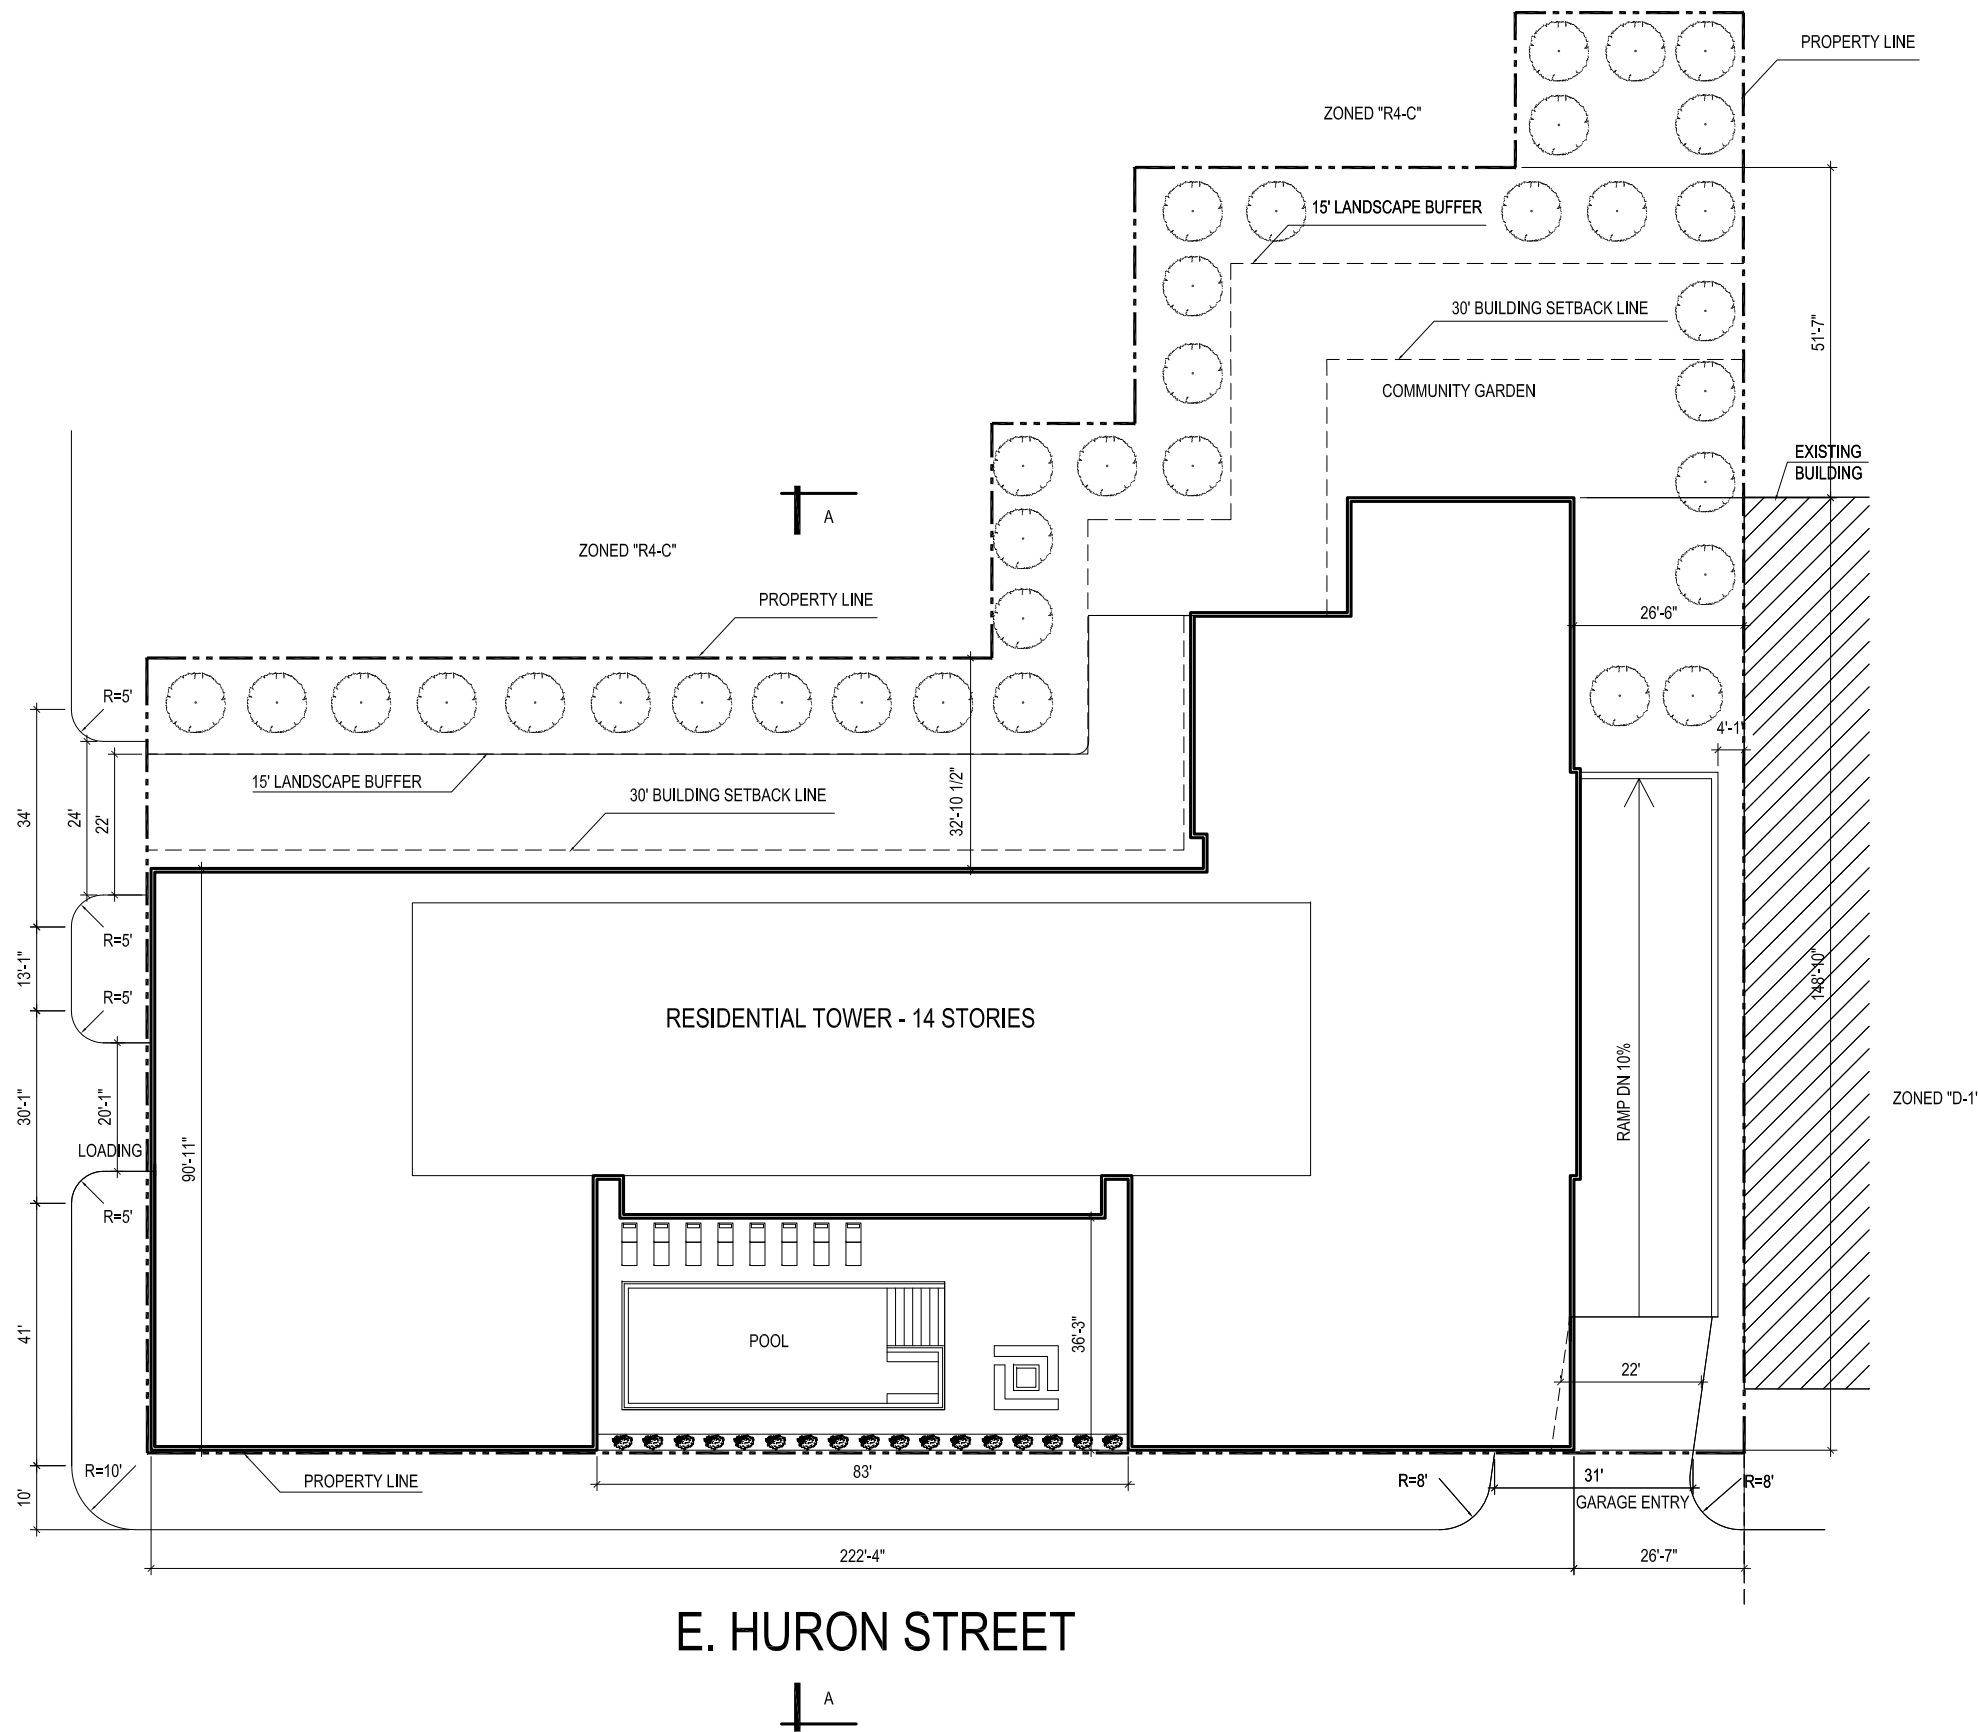 PROPERTY LINE
ZONED "R4-C"
15' LANDSCAPE BUFFER
30' BUILDING SETBACK LINE
51'-7"
COMMUNITY GARDEN
EXISTING
BUILDING
A
ZONED "R4-C"
PROPERTY LINE
26'-6"
R=5'
4'-1"
15' LANDSCAPE BUFFER
30' BUILDING SETBACK LINE
32'-10 1/2"
34'
24'
22'
R=5'
13'-1"
R=5'
148'-10"
RESIDENTIAL TOWER - 14 STORIES
RAMP DN 10%
ZONED "D-1"
30'-1"
20'-1"
LOADING
90'-11"
R=5'
41'
POOL
36'-3"
22'
R=10'
PROPERTY LINE
83'
R=8'
31'
R=8'
GARAGE ENTRY
10'
222'-4"
26'-7"
E. HURON STREET
A